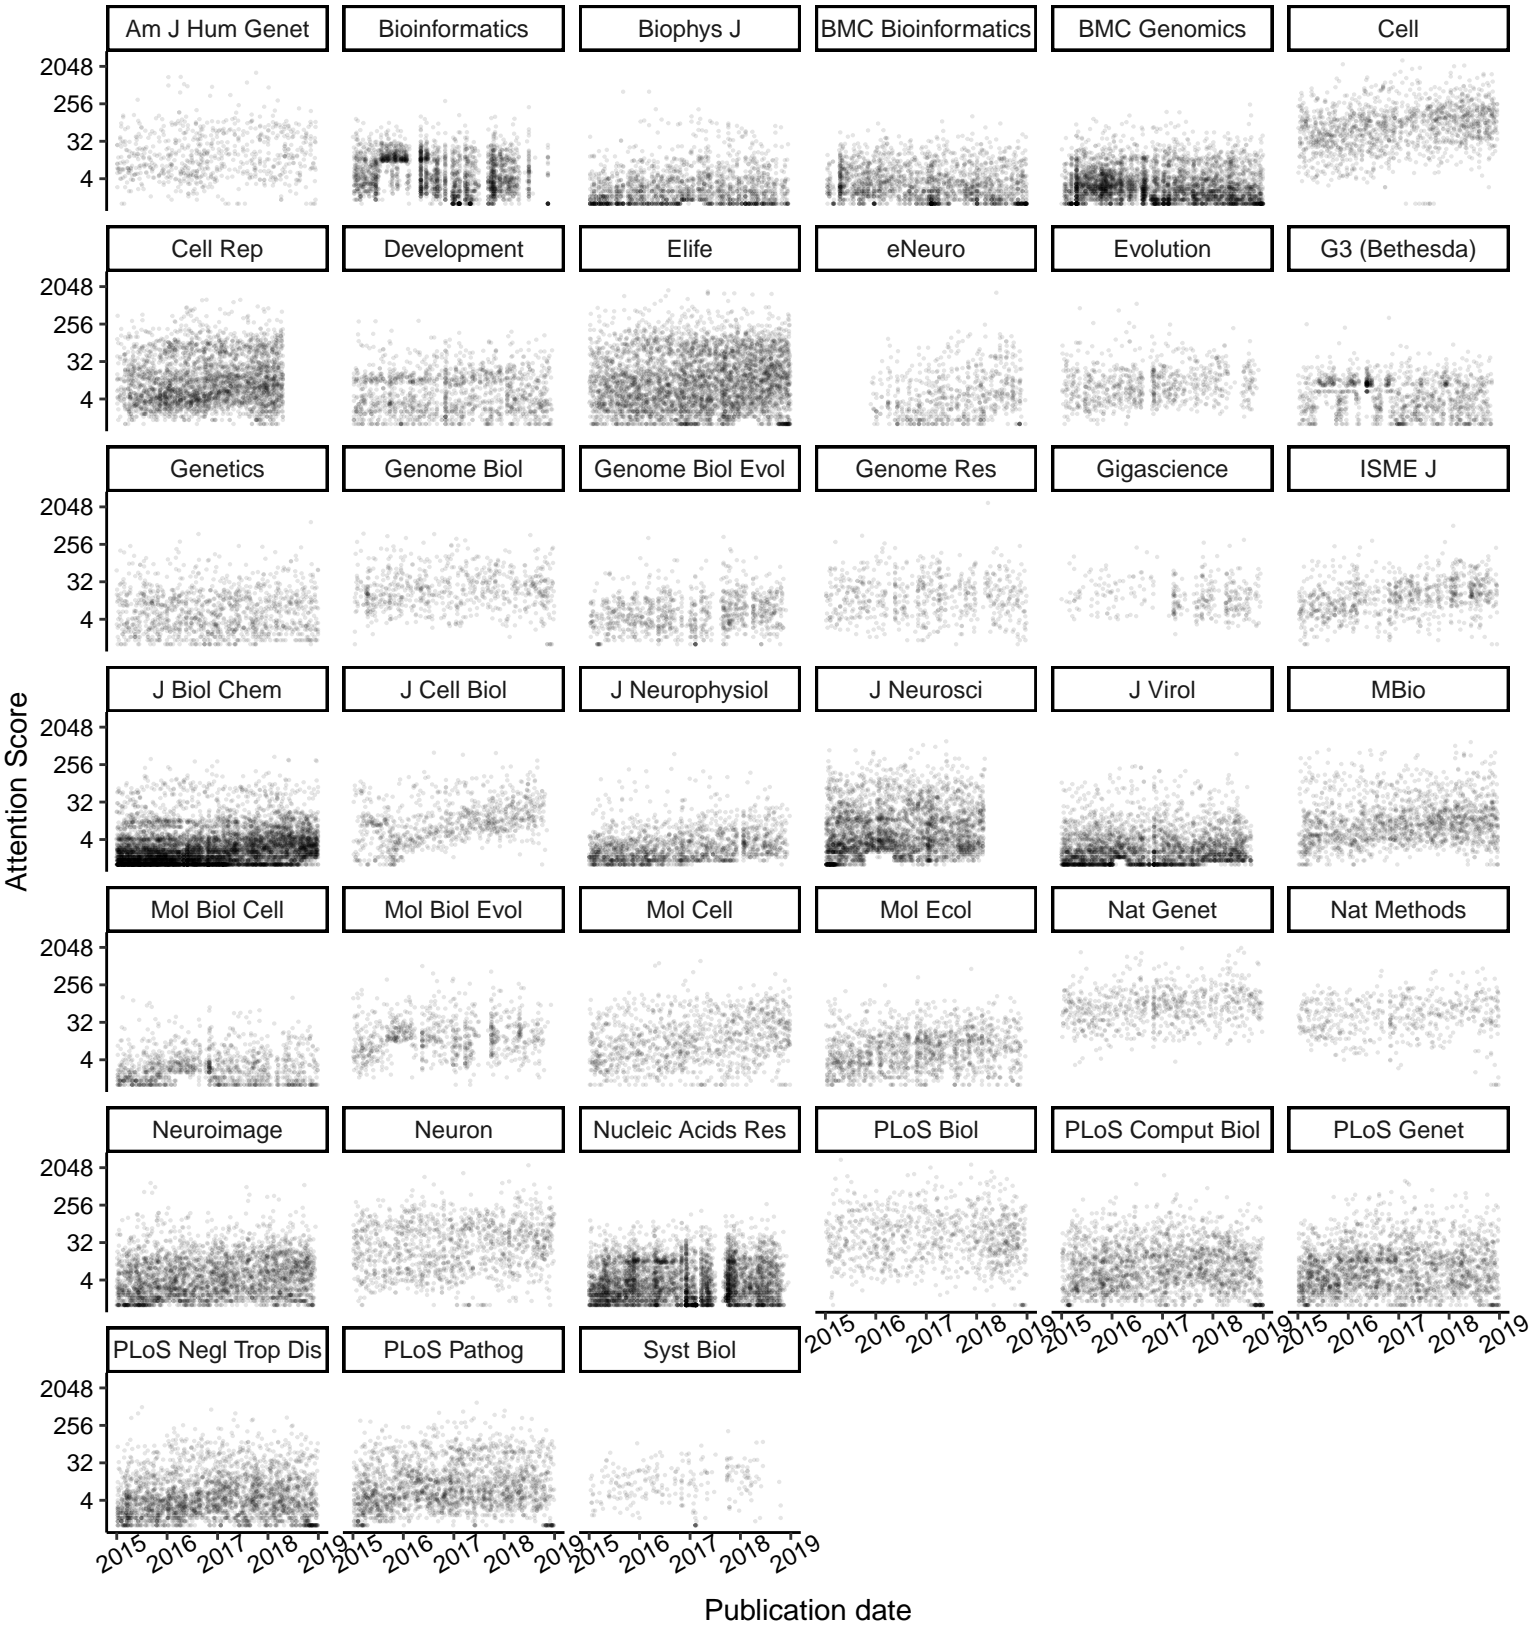 Am J Hum Genet Bioinformatics Biophys J BMC Bioinformatics BMC Genomics Cell
2048
256
32
4
Cell Rep Development Elife eNeuro Evolution G3 (Bethesda)
2048
256
32
4
Genetics Genome Biol Genome Biol Evol Genome Res Gigascience ISME J
2048
256
32
4
J Biol Chem J Cell Biol J Neurophysiol J Neurosci J Virol MBio
2048
256
32
4
Attention Score
Mol Biol Cell Mol Biol Evol Mol Cell Mol Ecol Nat Genet Nat Methods
2048
256
32
4
Neuroimage Neuron Nucleic Acids Res PLoS Biol PLoS Comput Biol PLoS Genet
2048
256
32
4
2015 2016 2017 2018 2019 2015 2016 2017 2018 2019 2015 2016 2017 2018 2019
PLoS Negl Trop Dis PLoS Pathog Syst Biol
2048
256
32
4
2015 2016 2017 2018 2019 2015 2016 2017 2018 2019 2015 2016 2017 2018 2019
Publication date